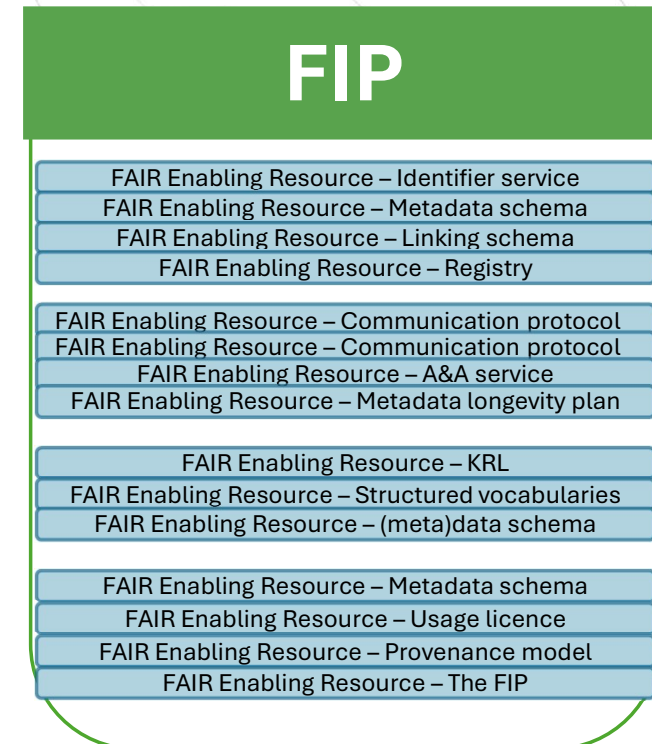 FIP
FAIR Enabling Resource – Identifier service
FAIR Enabling Resource – Metadata schema
FAIR Enabling Resource – Linking schema
FAIR Enabling Resource – Registry
FAIR Enabling Resource – Communication protocol
FAIR Enabling Resource – Communication protocol
FAIR Enabling Resource – A&A service
FAIR Enabling Resource – Metadata longevity plan
FAIR Enabling Resource – KRL
FAIR Enabling Resource – Structured vocabularies
FAIR Enabling Resource – (meta)data schema
FAIR Enabling Resource – Metadata schema
FAIR Enabling Resource – Usage licence
FAIR Enabling Resource – Provenance model
FAIR Enabling Resource – The FIP